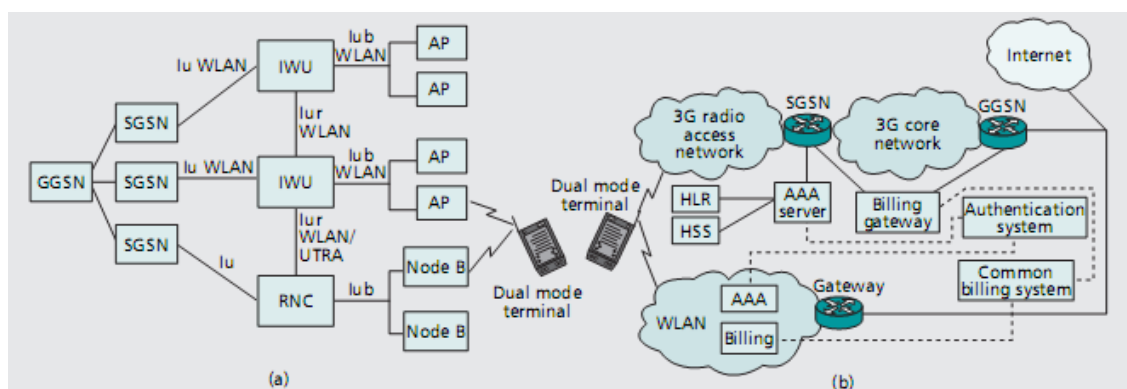 Iub
WLAN
AP
Iu WLAN
IWU
AP
SGSN
Iur
WLAN
Iub
WLAN
AP
GGSN
SGSN
Iu WLAN
IWU
AP
SGSN
Iur
WLAN/
UTRA
Iu
Node B
RNC
Iub
Node B
Dual mode
terminal
(a)
Internet
SGSN
GGSN
3G radio
access
network
3G core
network
Dual mode
terminal
HLR
HSS
AAA
server
Billing
gateway
Authentication
system
Common
billing system
AAA
Gateway
WLAN
Billing
(b)